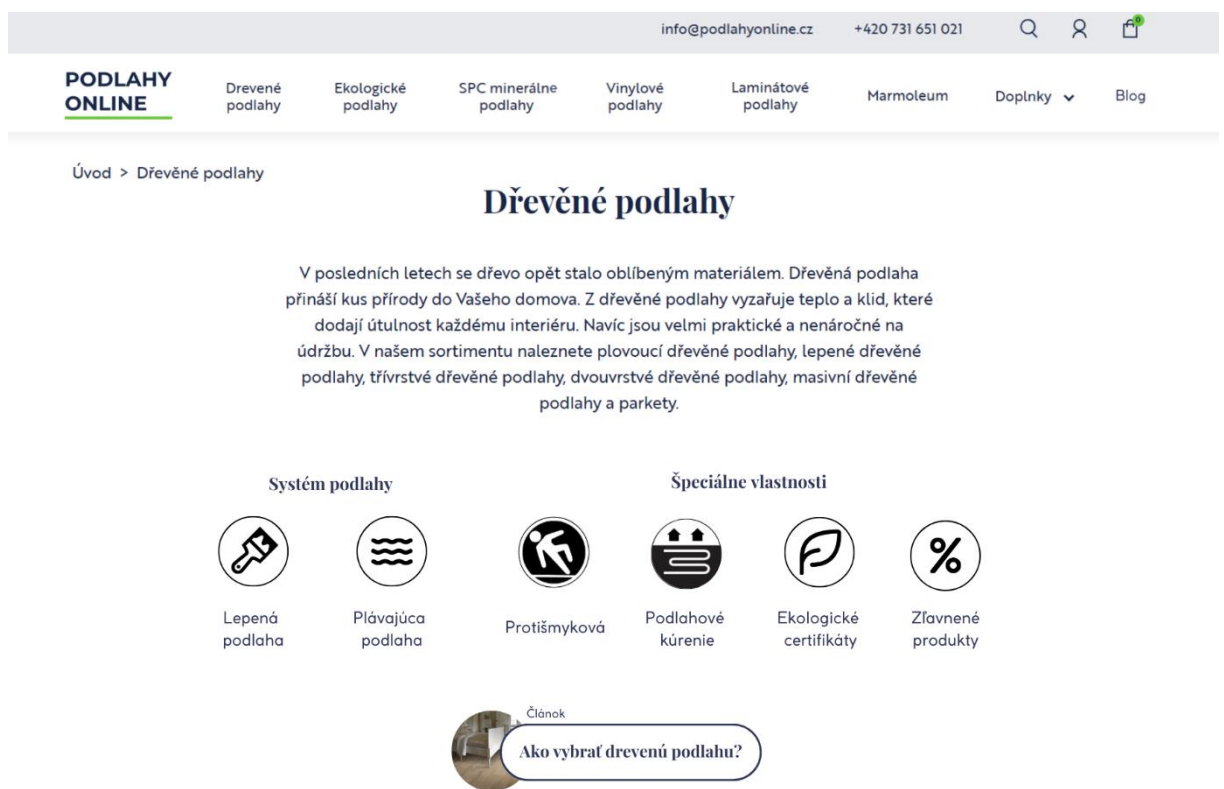 info@podlahyonline.cz +420 731 651 021 0
PODLAHY
ONLINE
Drevené
podlahy
Ekologické
podlahy
SPC minerálne
podlahy
Vinylové
podlahy
Laminátové
podlahy
Marmoleum
Doplnky
Blog
Úvod > Dřevěné podlahy
Dřevěné podlahy
V posledních letech se dřevo opět stalo oblíbeným materiálem. Dřevěná podlaha
přináší kus přírody do Vašeho domova. Z dřevěné podlahy vyzařuje teplo a klid, které
dodají útulnost každému interiéru. Navíc jsou velmi praktické a nenáročné na
údržbu. V našem sortimentu naleznete plovoucí dřevěné podlahy, lepené dřevěné
podlahy, třívrstvé dřevěné podlahy, dvouvrstvé dřevěné podlahy, masivní dřevěné
podlahy a parkety.
Systém podlahy
Lepená
podlaha
Plávajúca
podlaha
Špeciálne vlastnosti
Protišmyková
Podlahové
kúrenie
Ekologické
certifikáty
%
Zľavnené
produkty
Článok
Ako vybrať drevenú podlahu?